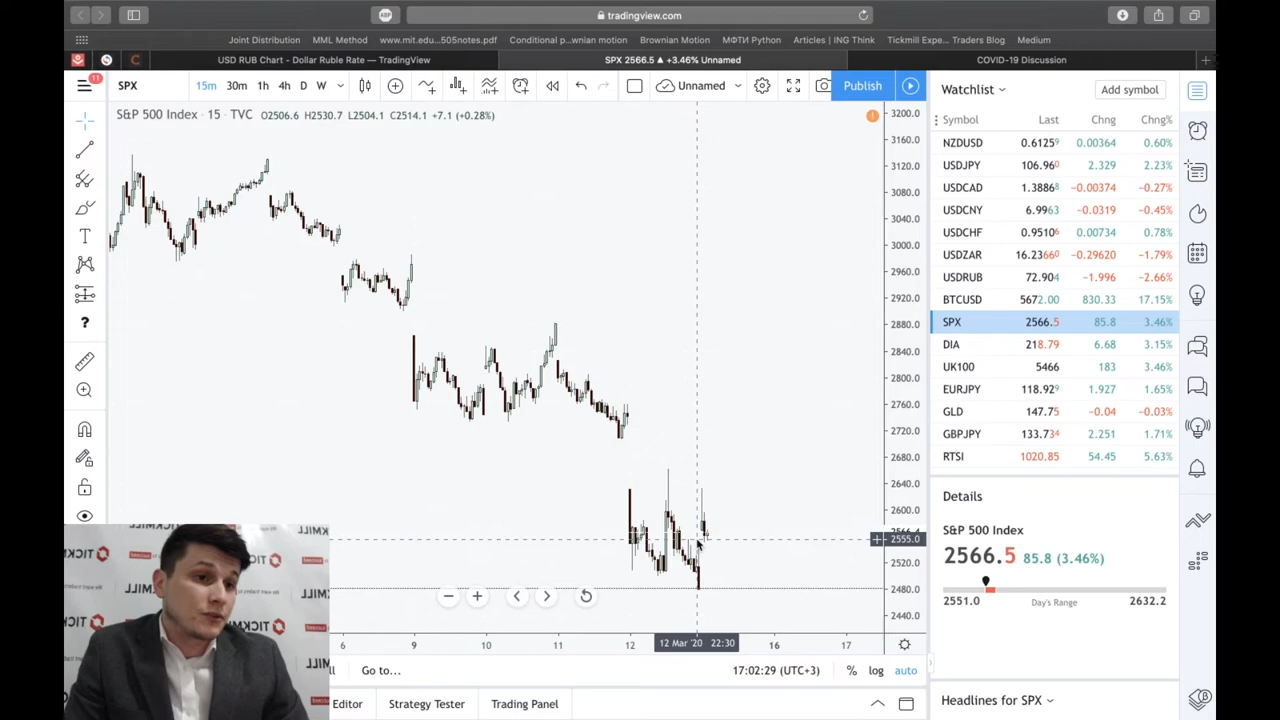 ABP
tradingview.com
Joint Distribution
MML Method
www.mit.edu...505notes.pdf
Conditional p...wnian motion
Brownian Motion
МФТИ Python
Articles | ING Think
Tickmill Expe... Traders Blog
Medium
USD RUB Chart - Dollar Ruble Rate — TradingView
SPX 2566.5 ▲ +3.46% Unnamed
COVID-19 Discussion
11
SPX
15m 30m 1h 4h D W
Unnamed
Publish
S&P 500 Index · 15 · TVC O2506.6 H2530.7 L2504.1 C2514.1 +7.1 (+0.28%)
3200.0
3160.0
3120.0
3080.0
3040.0
3000.0
2960.0
2920.0
2880.0
2840.0
2800.0
2760.0
2720.0
2680.0
2640.0
2600.0
2555.0
2520.0
2480.0
2440.0
6 9 10 11 12 12 Mar '20 22:30 16 17
Go to...
17:02:29 (UTC+3)
% log auto
Editor
Strategy Tester
Trading Panel
Watchlist
Add symbol
Symbol Last Chng Chng%
NZDUSD 0.61259 0.00364 0.60%
USDJPY 106.960 2.329 2.23%
USDCAD 1.38868 −0.00374 −0.27%
USDCNY 6.9963 −0.0319 −0.45%
USDCHF 0.95106 0.00734 0.78%
USDZAR 16.23660 −0.29620 −1.79%
USDRUB 72.904 −1.996 −2.66%
BTCUSD 5672.00 830.33 17.15%
SPX 2566.5 85.8 3.46%
DIA 218.79 6.68 3.15%
UK100 5466 183 3.46%
EURJPY 118.929 1.927 1.65%
GLD 147.75 −0.04 −0.03%
GBPJPY 133.734 2.251 1.71%
RTSI 1020.85 54.45 5.63%
Details
S&P 500 Index
2566.5 85.8 (3.46%)
2551.0 Day's Range 2632.2
Headlines for SPX
TICKMILL